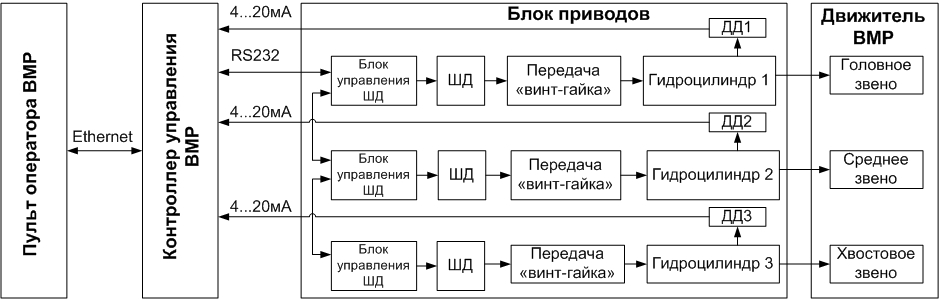 Пульт оператора ВМР
Ethernet
Контроллер управления
ВМР
4...20мА
RS232
4...20мА
4...20мА
Блок приводов
ДД1
Блок
управления
ШД
ШД
Передача
«винт-гайка»
Гидроцилиндр 1
ДД2
Блок
управления
ШД
ШД
Передача
«винт-гайка»
Гидроцилиндр 2
ДД3
Блок
управления
ШД
ШД
Передача
«винт-гайка»
Гидроцилиндр 3
Движитель
ВМР
Головное
звено
Среднее
звено
Хвостовое
звено